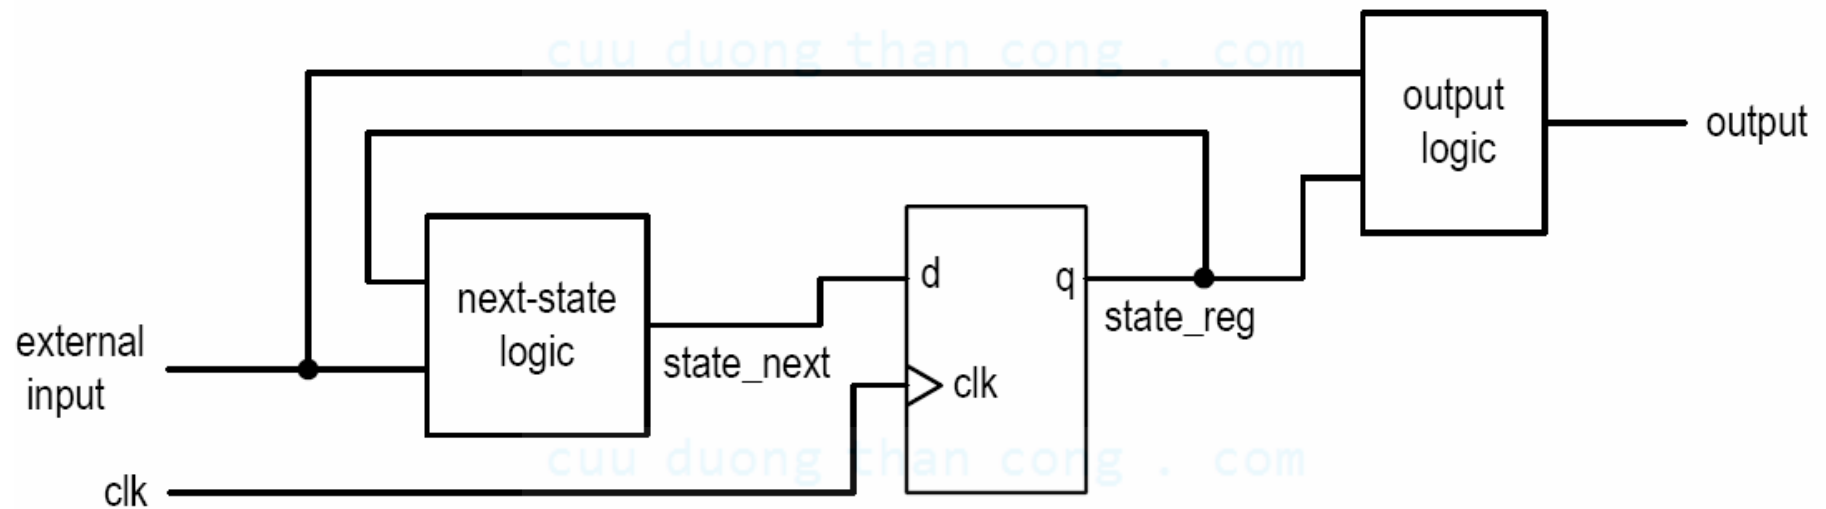 cuu duong than cong . com
output
logic
output
d
q
next-state
logic
state_reg
external
input
state_next
clk
cuu duong than cong . com
clk